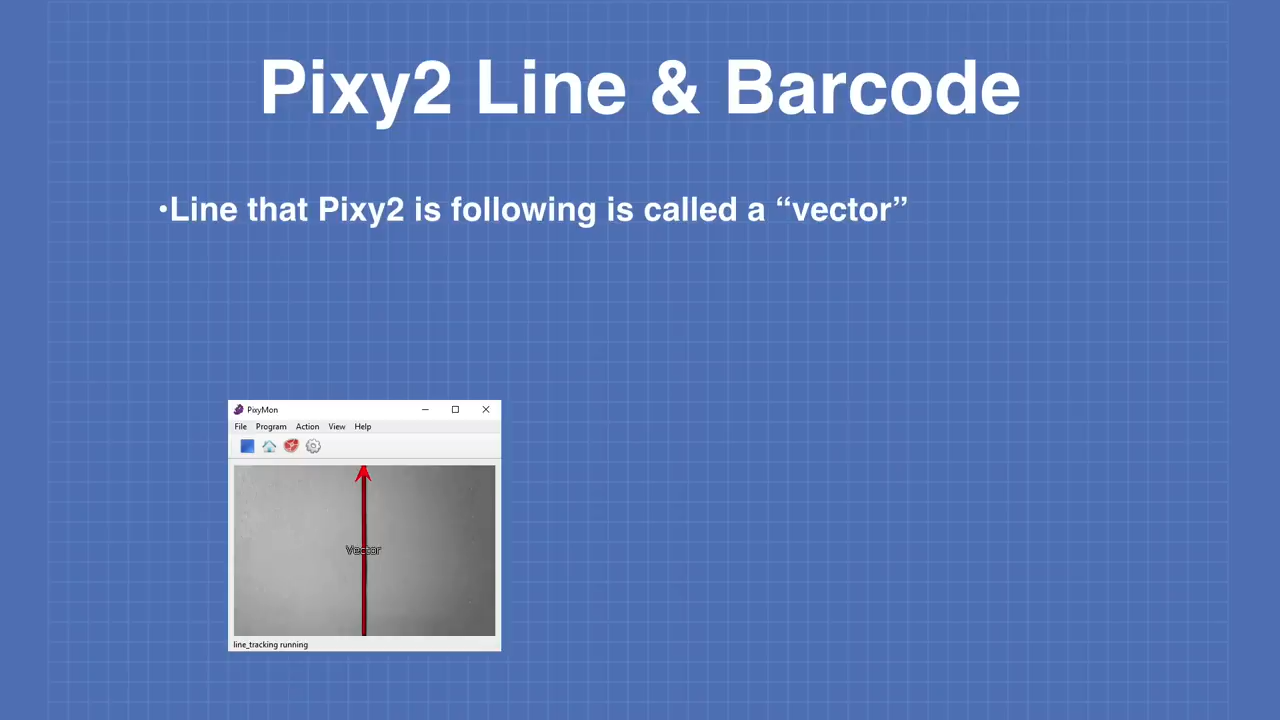 Pixy2 Line & Barcode
•Line that Pixy2 is following is called a “vector”
PixyMon
File Program Action View Help
Vector
line_tracking running